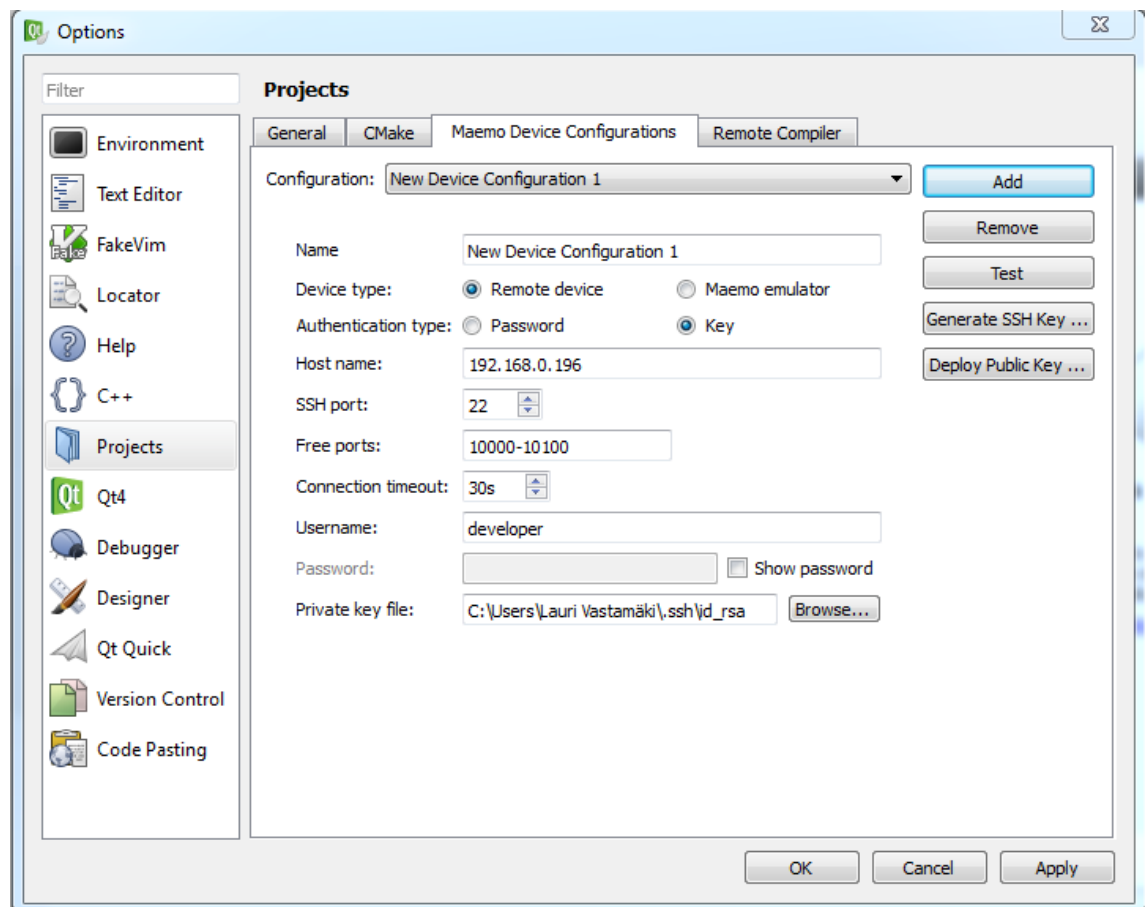 Qt Options
Filter
Environment
Text Editor
Fake FakeVim
Locator
? Help
{} C++
Projects
Qt Qt4
Debugger
Designer
Qt Quick
Version Control
Code Pasting
Projects
General CMake Maemo Device Configurations Remote Compiler
Configuration: New Device Configuration 1 Add
Remove
Name New Device Configuration 1
Test
Device type: Remote device Maemo emulator
Authentication type: Password Key Generate SSH Key ...
Host name: 192.168.0.196 Deploy Public Key ...
SSH port: 22
Free ports: 10000-10100
Connection timeout: 30s
Username: developer
Password: Show password
Private key file: C:\Users\Lauri Vastamäki\.ssh\id_rsa Browse...
OK Cancel Apply